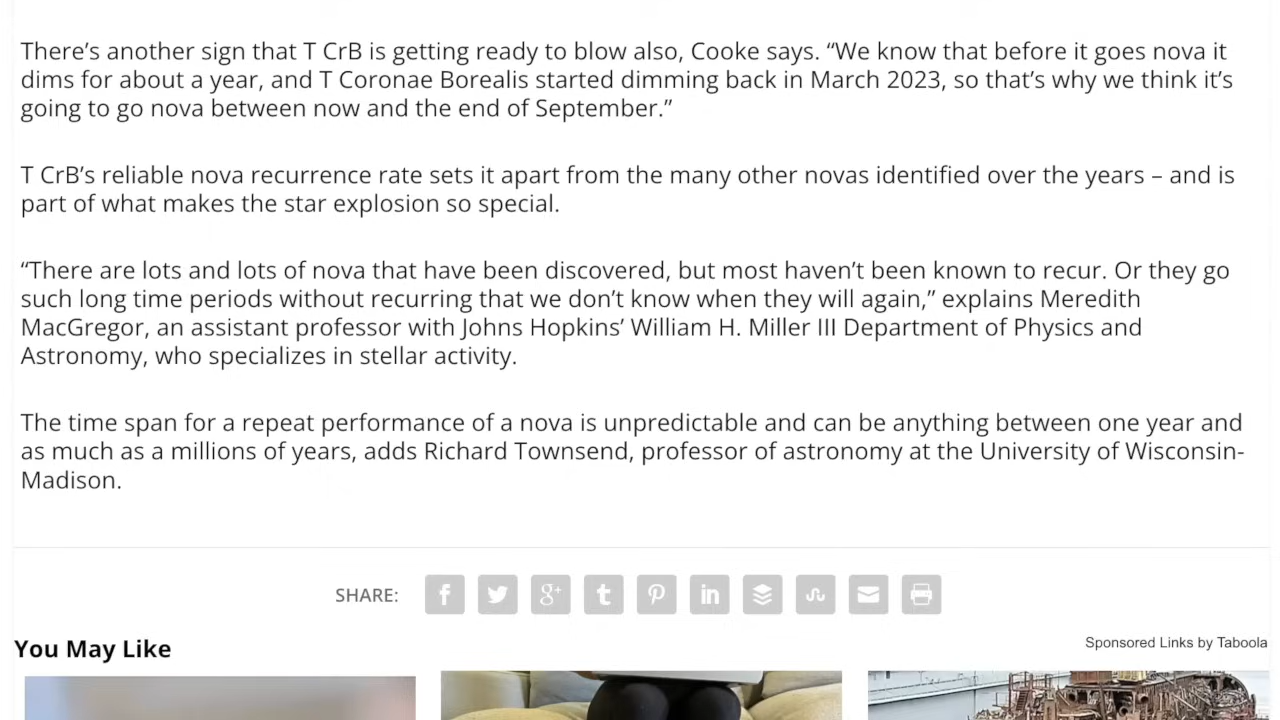 There’s another sign that T CrB is getting ready to blow also, Cooke says. “We know that before it goes nova it
dims for about a year, and T Coronae Borealis started dimming back in March 2023, so that’s why we think it’s
going to go nova between now and the end of September.”
T CrB’s reliable nova recurrence rate sets it apart from the many other novas identified over the years – and is
part of what makes the star explosion so special.
“There are lots and lots of nova that have been discovered, but most haven’t been known to recur. Or they go
such long time periods without recurring that we don’t know when they will again,” explains Meredith
MacGregor, an assistant professor with Johns Hopkins’ William H. Miller III Department of Physics and
Astronomy, who specializes in stellar activity.
The time span for a repeat performance of a nova is unpredictable and can be anything between one year and
as much as a millions of years, adds Richard Townsend, professor of astronomy at the University of Wisconsin-
Madison.
SHARE:
You May Like
Sponsored Links by Taboola